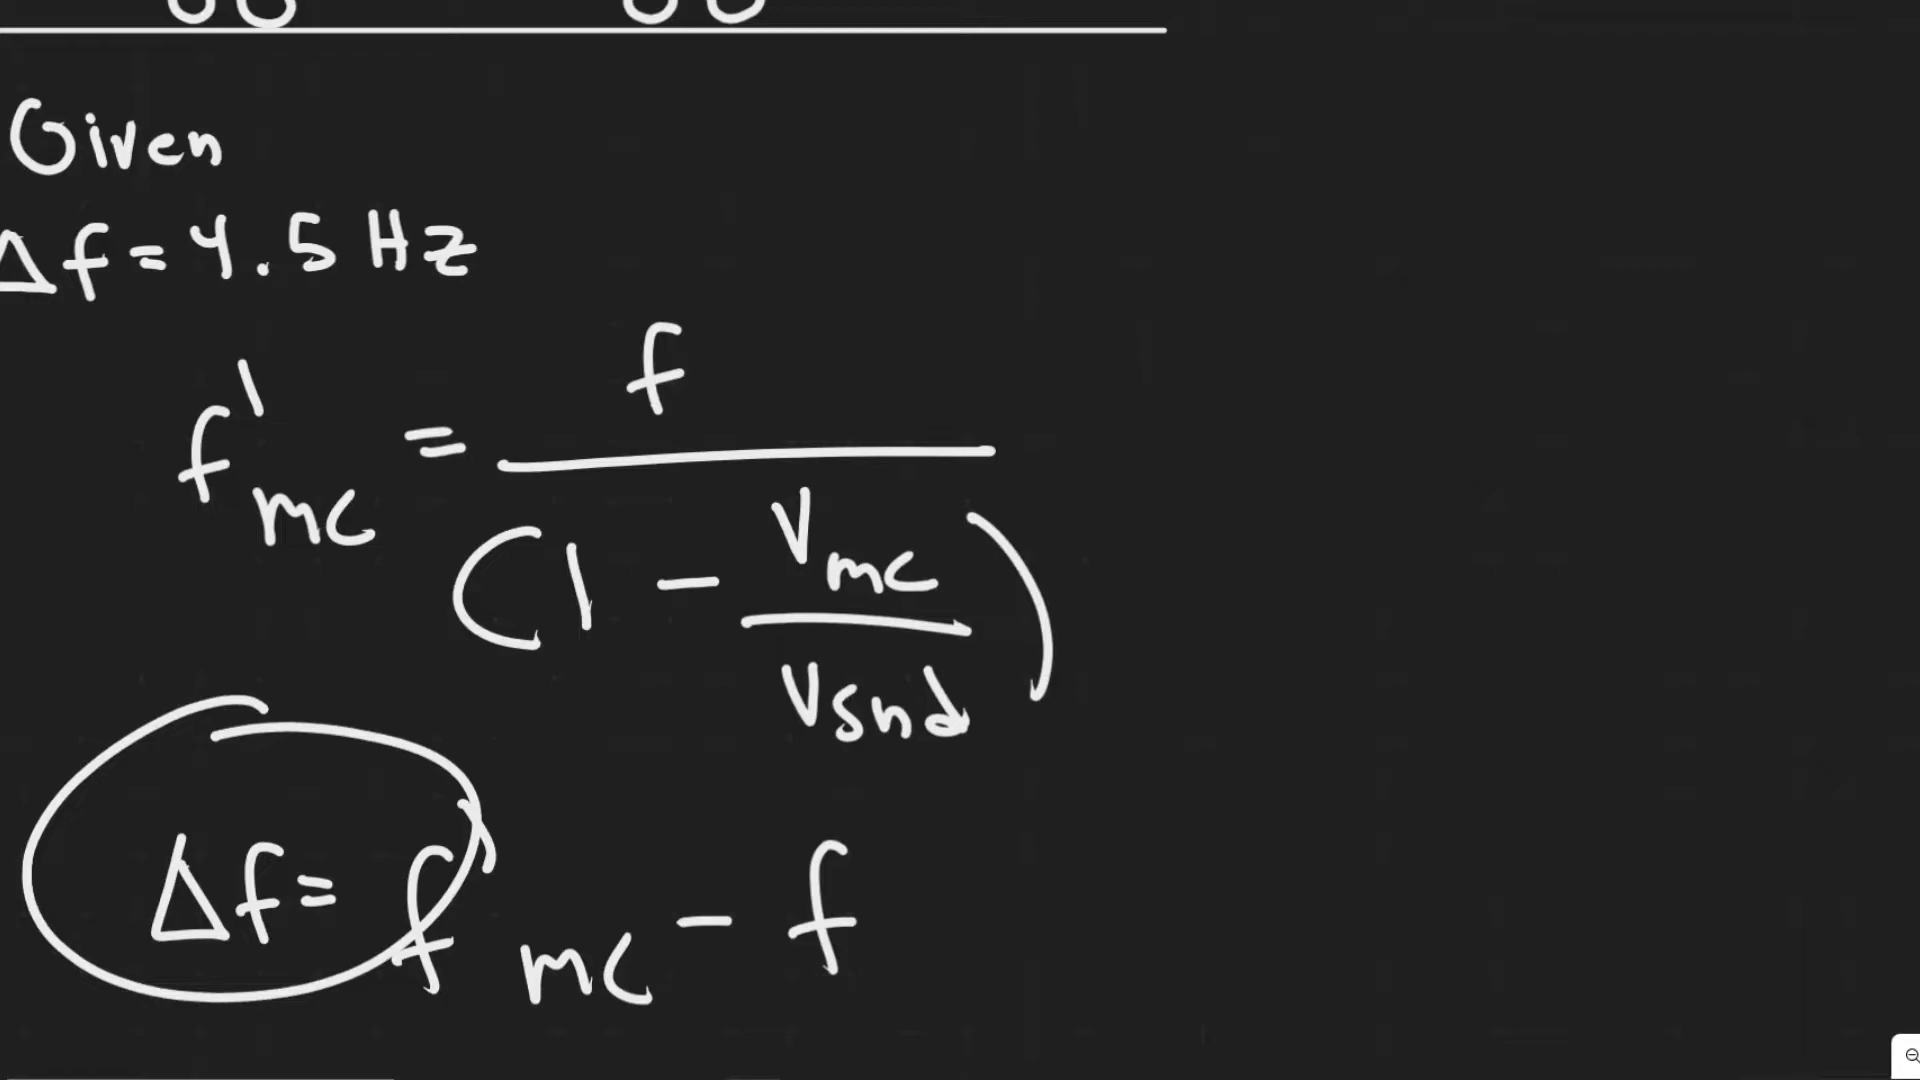 Given
Δf = 4.5 Hz
f'mc = f / (1 - Vmc / Vsnd)
Δf = f'mc - f